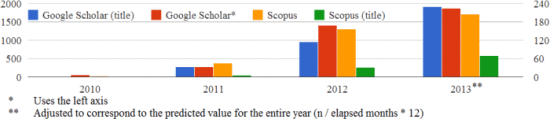 2000 240
Google Scholar (title) Google Scholar* Scopus Scopus (title)
1500 180
1000 120
500 60
0 0
2010 2011 2012 2013**
* Uses the left axis
** Adjusted to correspond to the predicted value for the entire year (n / elapsed months * 12)